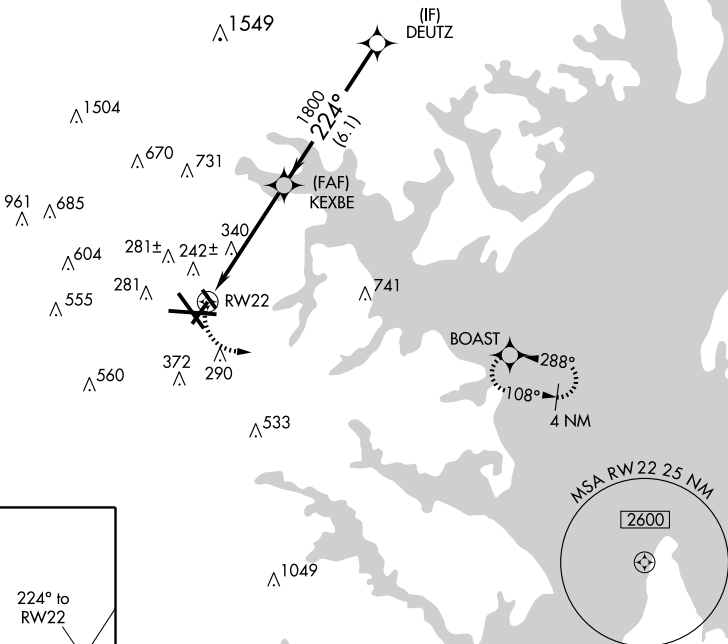 1549
(IF)
DEUTZ
1800
224°
(6.1)
1504
670
731
(FAF)
KEXBE
961
685
340
281±
242±
604
281
RW22
741
555
BOAST
288°
108°
4 NM
372
290
560
533
MSA RW 22 25 NM
2600
1049
224° to
RW22